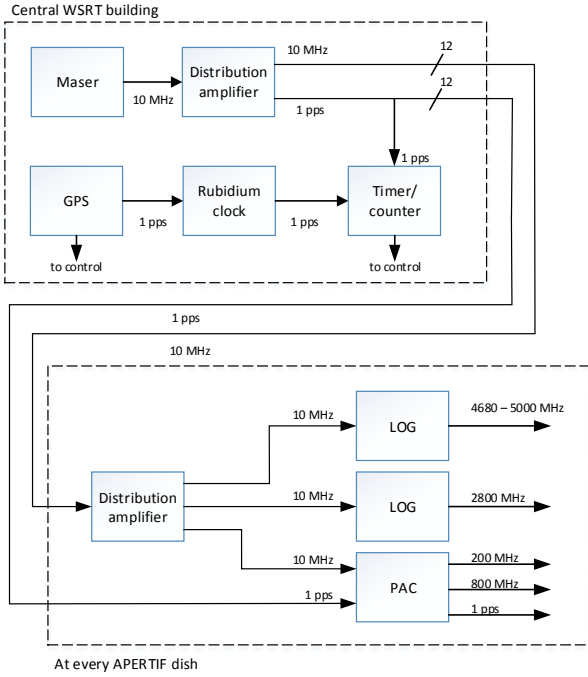 Central WSRT building
10 MHz
12
Maser
10 MHz
Distribution
amplifier
12
1 pps
1 pps
GPS
1 pps
Rubidium
clock
1 pps
Timer/
counter
to control
to control
1 pps
10 MHz
10 MHz
LOG
4680 – 5000 MHz
Distribution
amplifier
10 MHz
LOG
2800 MHz
10 MHz
1 pps
PAC
200 MHz
800 MHz
1 pps
At every APERTIF dish